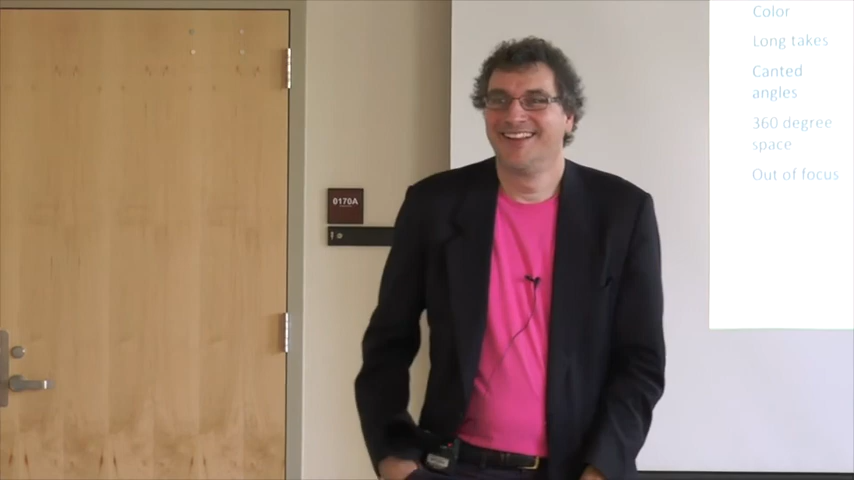 Color
Long takes
Canted
angles
360 degree
space
Out of focus
0170A